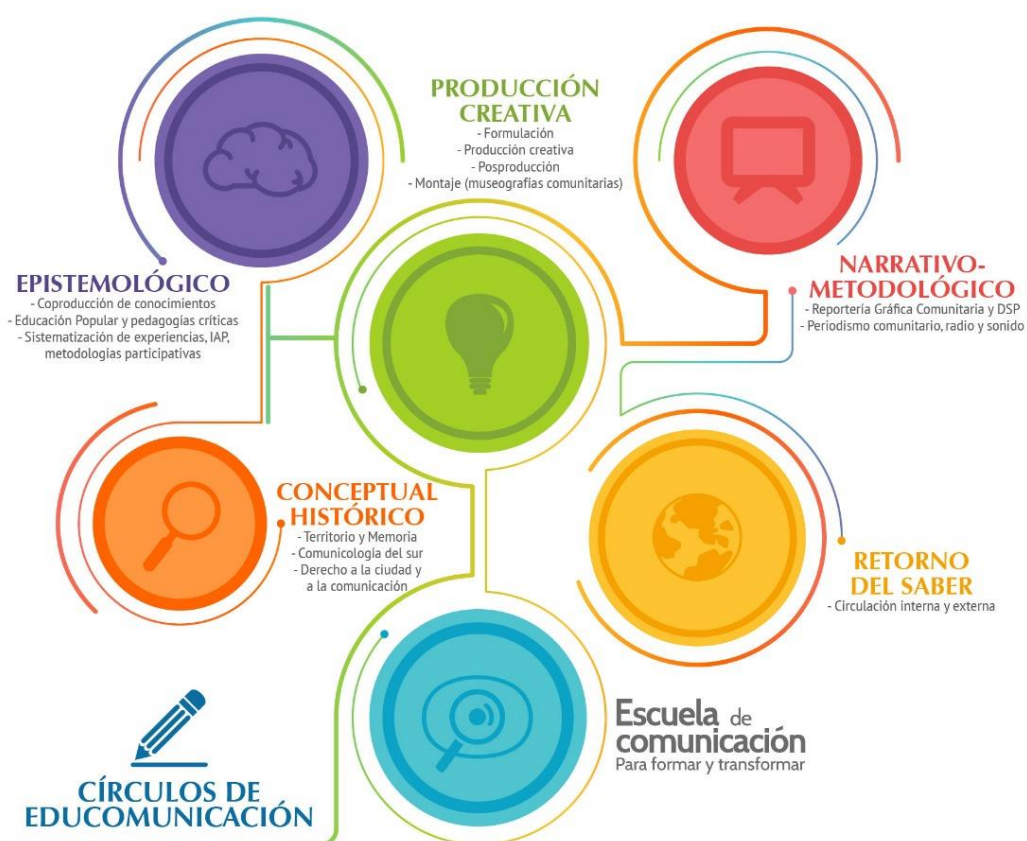 PRODUCCIÓN
CREATIVA
- Formulación
- Producción creativa
- Posproducción
- Montaje (museografías comunitarias)
EPISTEMOLÓGICO
- Coproducción de conocimientos
- Educación Popular y pedagogías críticas
- Sistematización de experiencias, IAP,
metodologías participativas
NARRATIVO-
METODOLÓGICO
- Reportería Gráfica Comunitaria y DSP
- Periodismo comunitario, radio y sonido
CONCEPTUAL
HISTÓRICO
- Territorio y Memoria
- Comunicología del sur
- Derecho a la ciudad y
a la comunicación
RETORNO
DEL SABER
- Circulación interna y externa
Escuela de
comunicación
Para formar y transformar
CÍRCULOS DE
EDUCOMUNICACIÓN